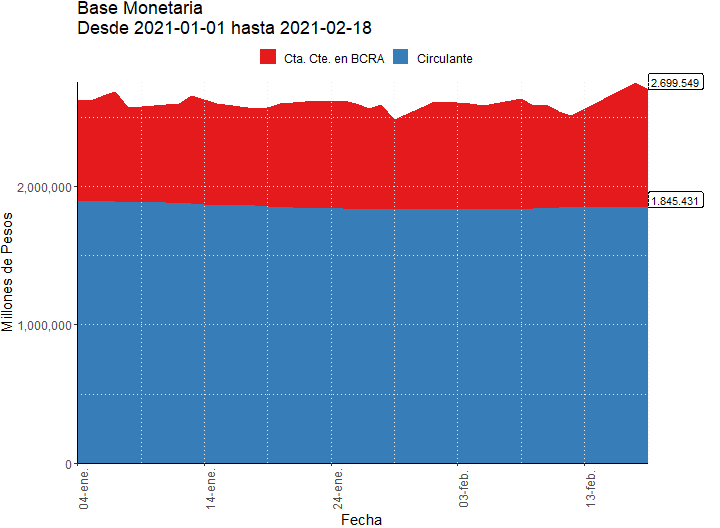 Base Monetaria
Desde 2021-01-01 hasta 2021-02-18
Cta. Cte. en BCRA Circulante
2.699.549
2,000,000
1.845.431
1,000,000
0
Millones de Pesos
04-ene. 14-ene. 24-ene. 03-feb. 13-feb.
Fecha